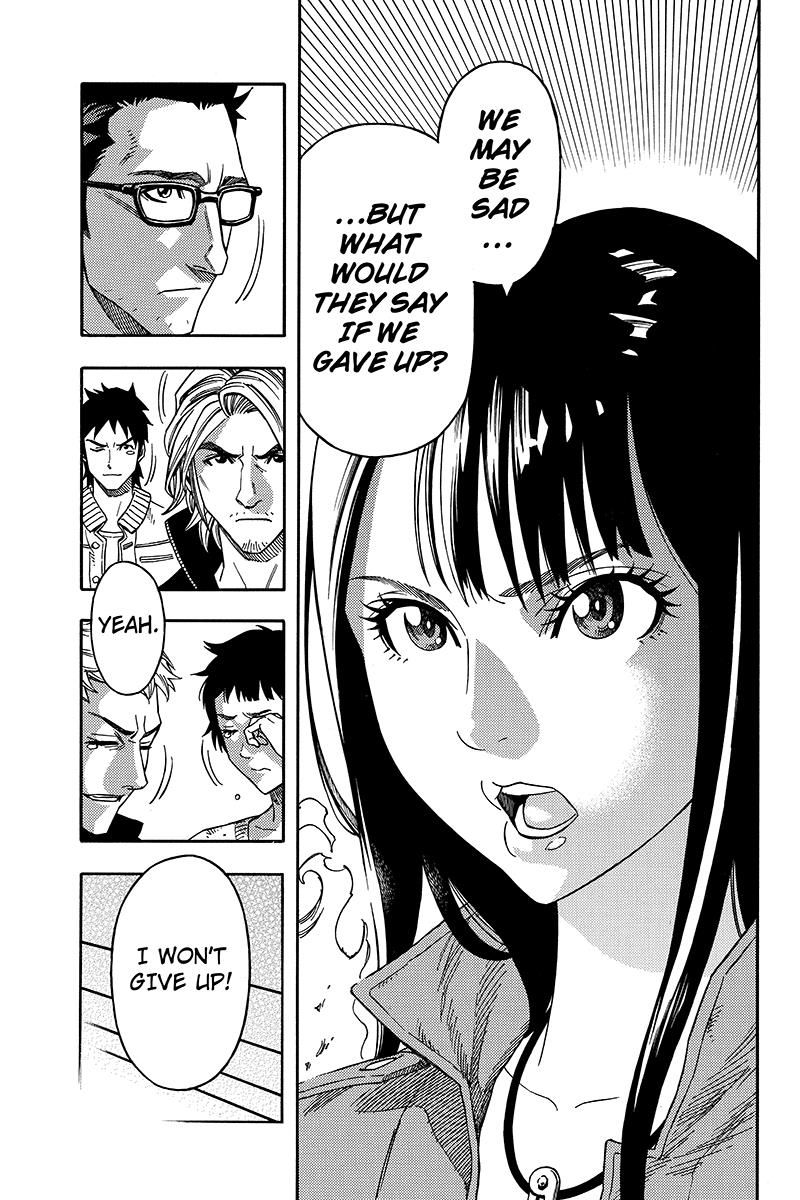 WE
MAY
BE
SAD
...
...BUT
WHAT
WOULD
THEY SAY
IF WE
GAVE UP?
YEAH.
I WON'T
GIVE UP!